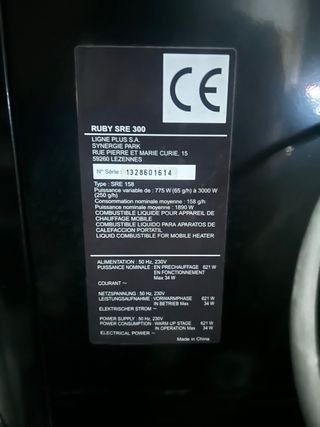 CE
RUBY SRE 300
LIGNE PLUS S.A.
SYNERGIE PARK
RUE PIERRE ET MARIE CURIE, 15
59260 LEZENNES
N° Série : 1328601614
Type : SRE 158
Puissance variable de : 775 W (65 g/h) à 3000 W
(250 g/h)
Consommation nominale moyenne : 158 g/h
Puissance nominale moyenne : 1890 W
COMBUSTIBLE LIQUIDE POUR APPAREIL DE
CHAUFFAGE MOBILE
COMBUSTIBLE LIQUIDO PARA APARATOS DE
CALEFACCION PORTATIL
LIQUID COMBUSTIBLE FOR MOBILE HEATER
ALIMENTATION : 50 Hz, 230V
PUISSANCE NOMINALE : EN PRECHAUFFAGE 621 W
EN FONCTIONNEMENT
Max 34 W
COURANT ~
NETZSPANNUNG : 50 Hz, 230V
LEISTUNGSAUFNAHME : VORWARMPHASE 621 W
IN BETRIEB Max 34 W
ELEKTRISCHER STROM ~
POWER SUPPLY : 50 Hz, 230V
POWER CONSUMPTION : WARM UP STAGE 621 W
IN OPERATION Max 34 W
ELECTRICAL POWER ~
Made in China